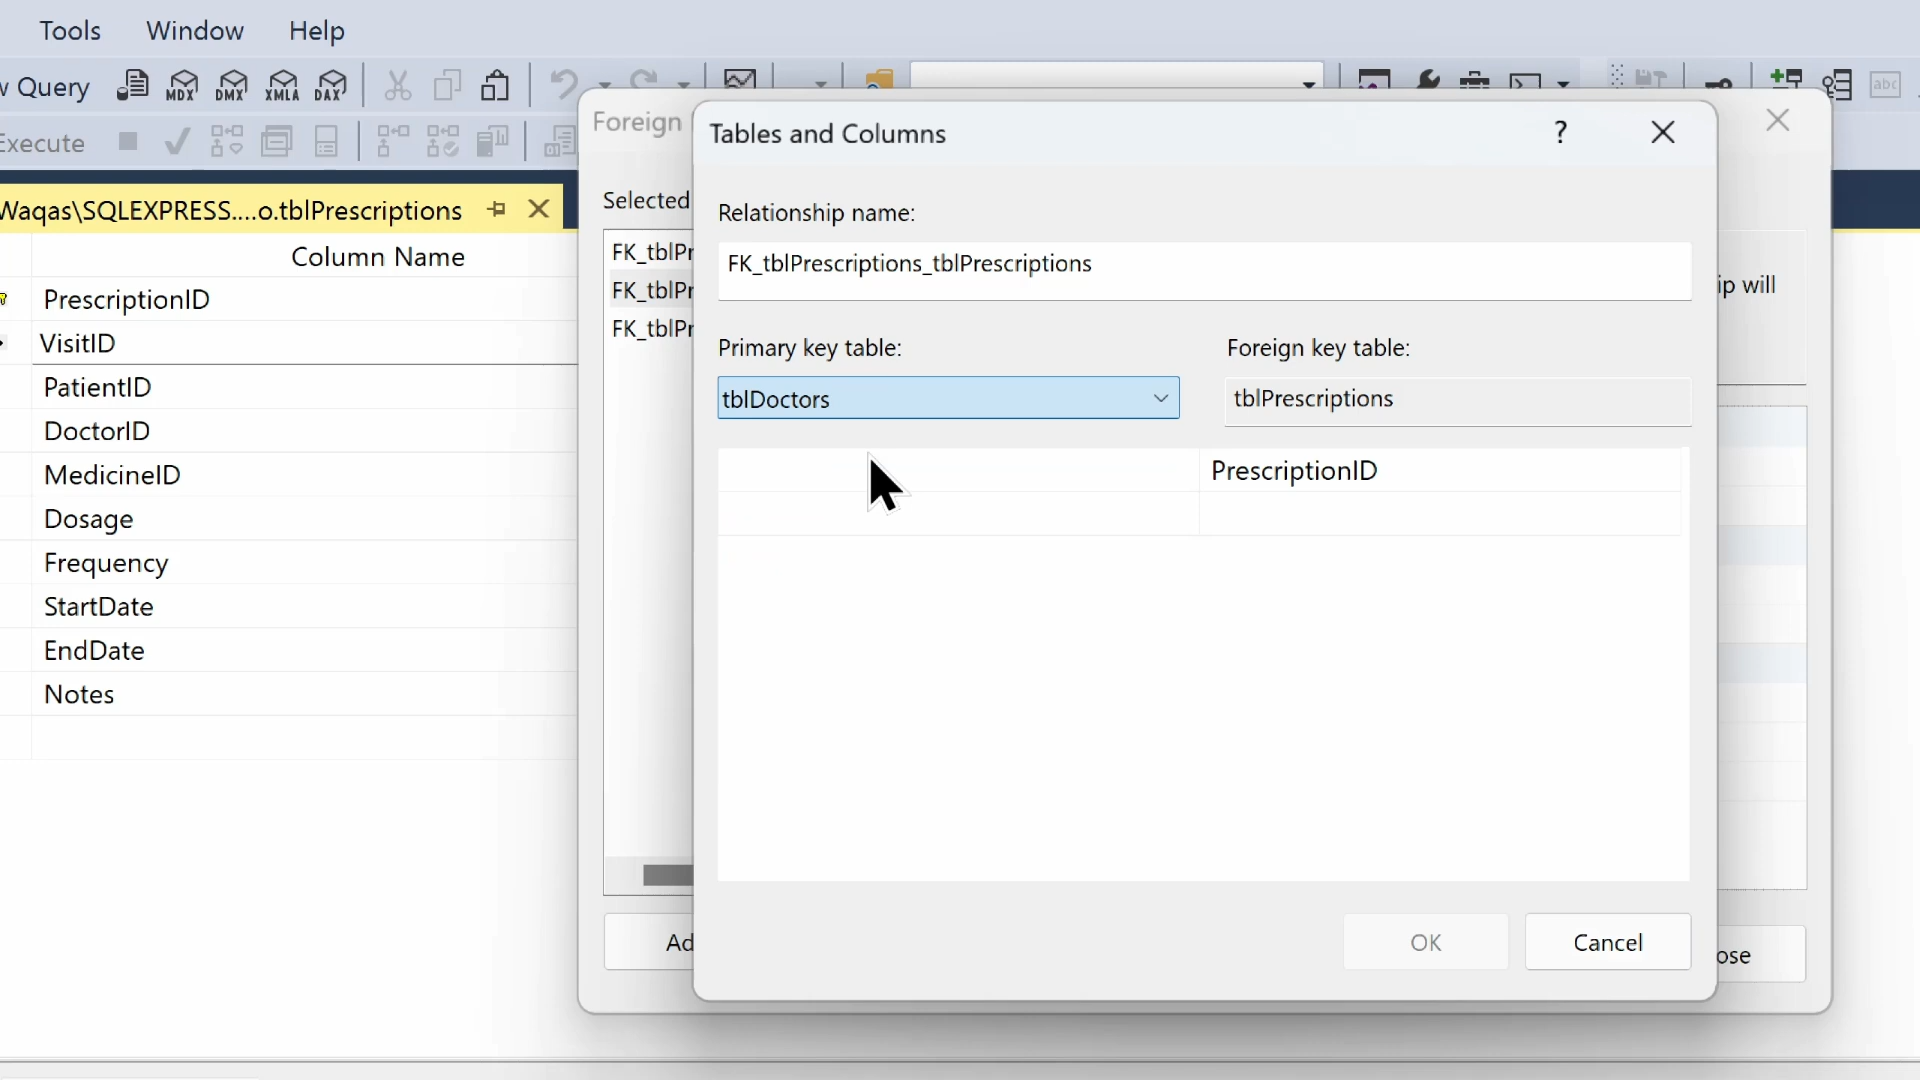 Tools Window Help
Query MDX DMX XMLA DAX
Execute
Waqas\SQLEXPRESS....o.tblPrescriptions
Column Name
PrescriptionID
VisitID
PatientID
DoctorID
MedicineID
Dosage
Frequency
StartDate
EndDate
Notes
Foreign
Selected
FK_tblPr
FK_tblPr
FK_tblPr
Ad
Tables and Columns ?
Relationship name:
FK_tblPrescriptions_tblPrescriptions
Primary key table:
Foreign key table:
tblDoctors
tblPrescriptions
PrescriptionID
OK
Cancel
ip will
ose
abc